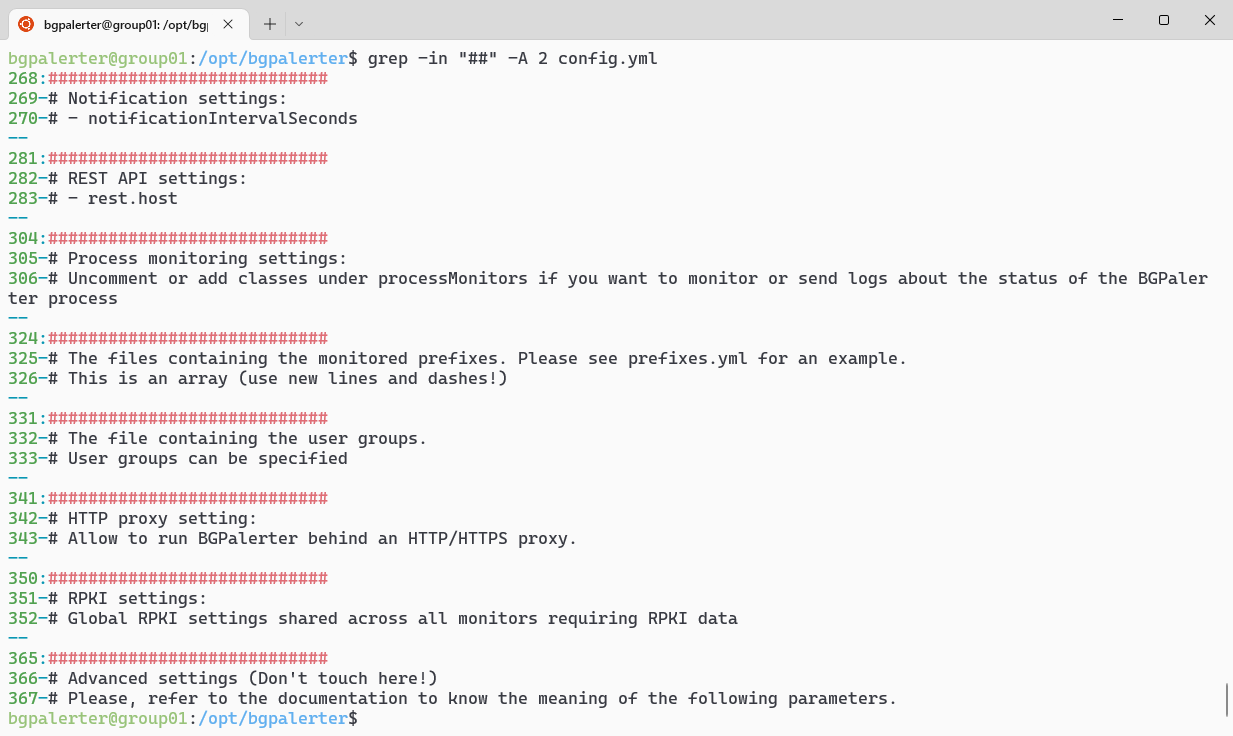 bgpalerter@group01: /opt/bgp
bgpalerter@group01:/opt/bgpalerter$ grep -in "##" -A 2 config.yml
268:############################
269-# Notification settings:
270-# - notificationIntervalSeconds
--
281:############################
282-# REST API settings:
283-# - rest.host
--
304:############################
305-# Process monitoring settings:
306-# Uncomment or add classes under processMonitors if you want to monitor or send logs about the status of the BGPaler
ter process
--
324:############################
325-# The files containing the monitored prefixes. Please see prefixes.yml for an example.
326-# This is an array (use new lines and dashes!)
--
331:############################
332-# The file containing the user groups.
333-# User groups can be specified
--
341:############################
342-# HTTP proxy setting:
343-# Allow to run BGPalerter behind an HTTP/HTTPS proxy.
--
350:############################
351-# RPKI settings:
352-# Global RPKI settings shared across all monitors requiring RPKI data
--
365:############################
366-# Advanced settings (Don't touch here!)
367-# Please, refer to the documentation to know the meaning of the following parameters.
bgpalerter@group01:/opt/bgpalerter$